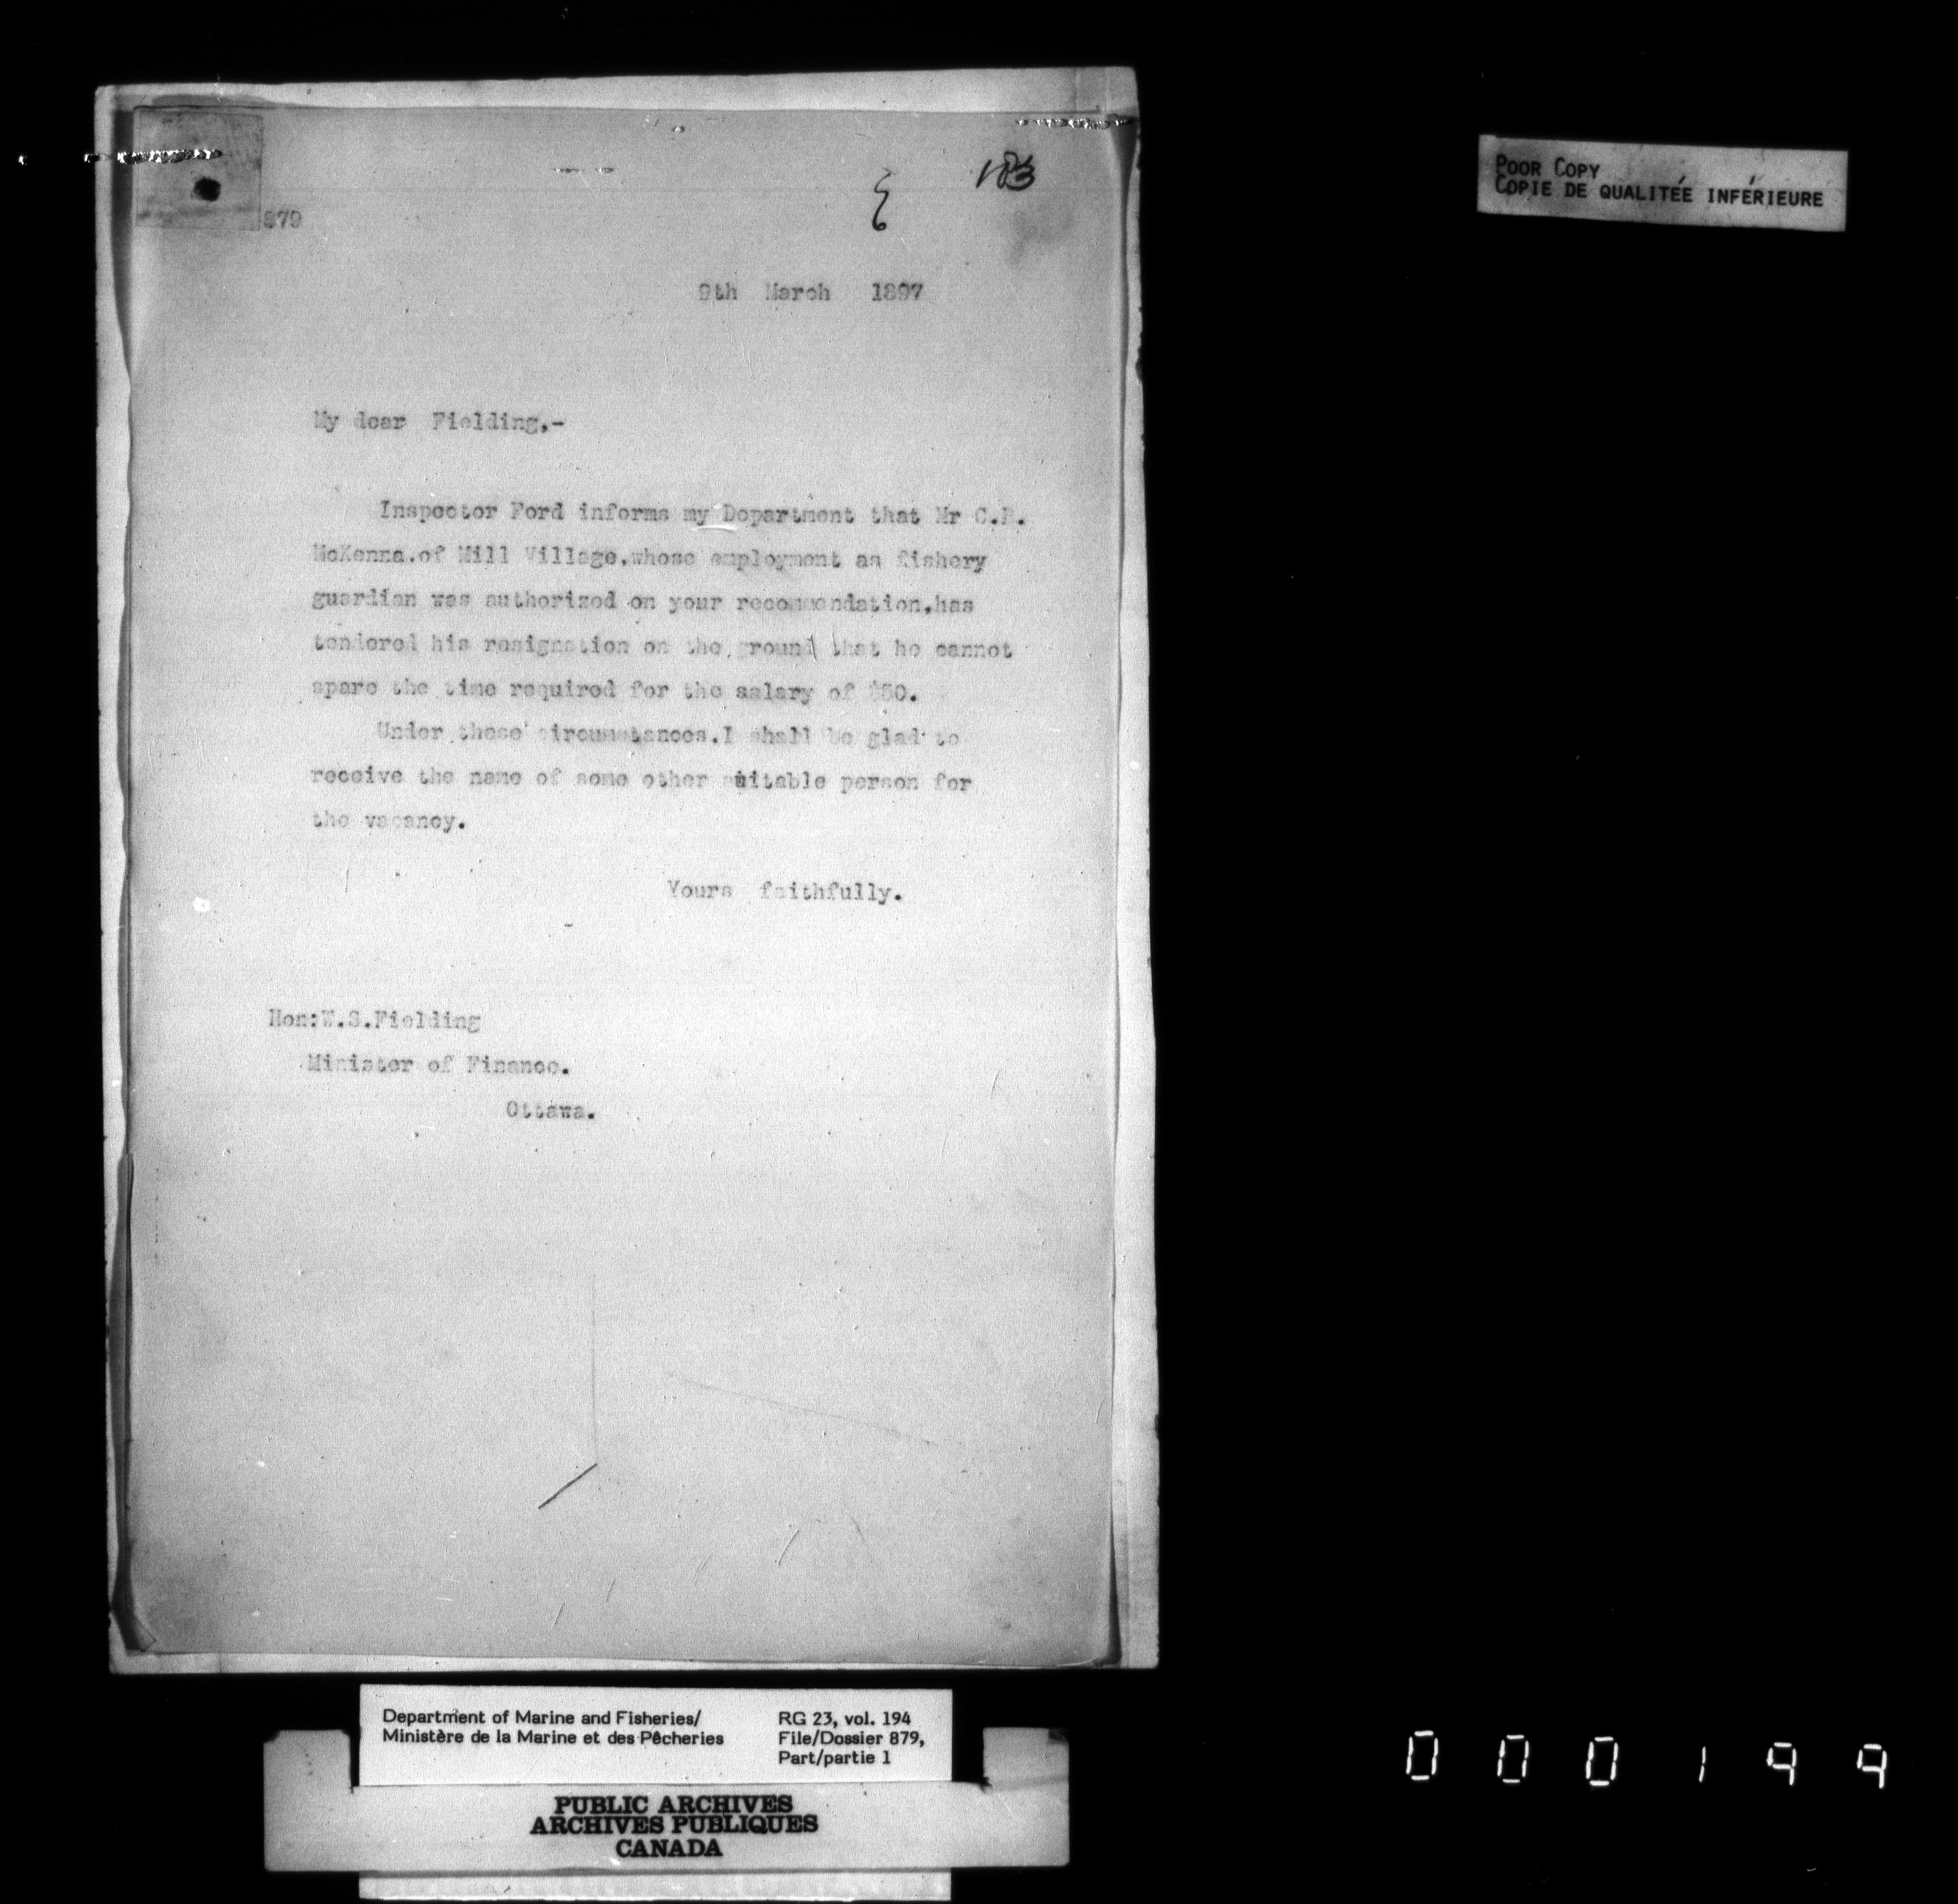 183
879
9th March 1897
My dear Fielding,-
Inspector Ford informs my Department that Mr C.
McKenna.of Mill Village,whose employment as fishery
guardian was authorized on your recommendation,has
tendered his resignation on the ground that he cannot
spare the time required for the salary of $50.
Under these circumstances.I shall be glad to
receive the name of some other suitable person for
the vacancy.
Yours faithfully.
Hon:W.S.Fielding
Minister of Finance.
Ottawa.
POOR COPY
COPIE DE QUALITÉE INFÉRIEURE
Department of Marine and Fisheries/
Ministère de la Marine et des Pêcheries
RG 23, vol. 194
File/Dossier 879,
Part/partie 1
PUBLIC ARCHIVES
ARCHIVES PUBLIQUES
CANADA
000199